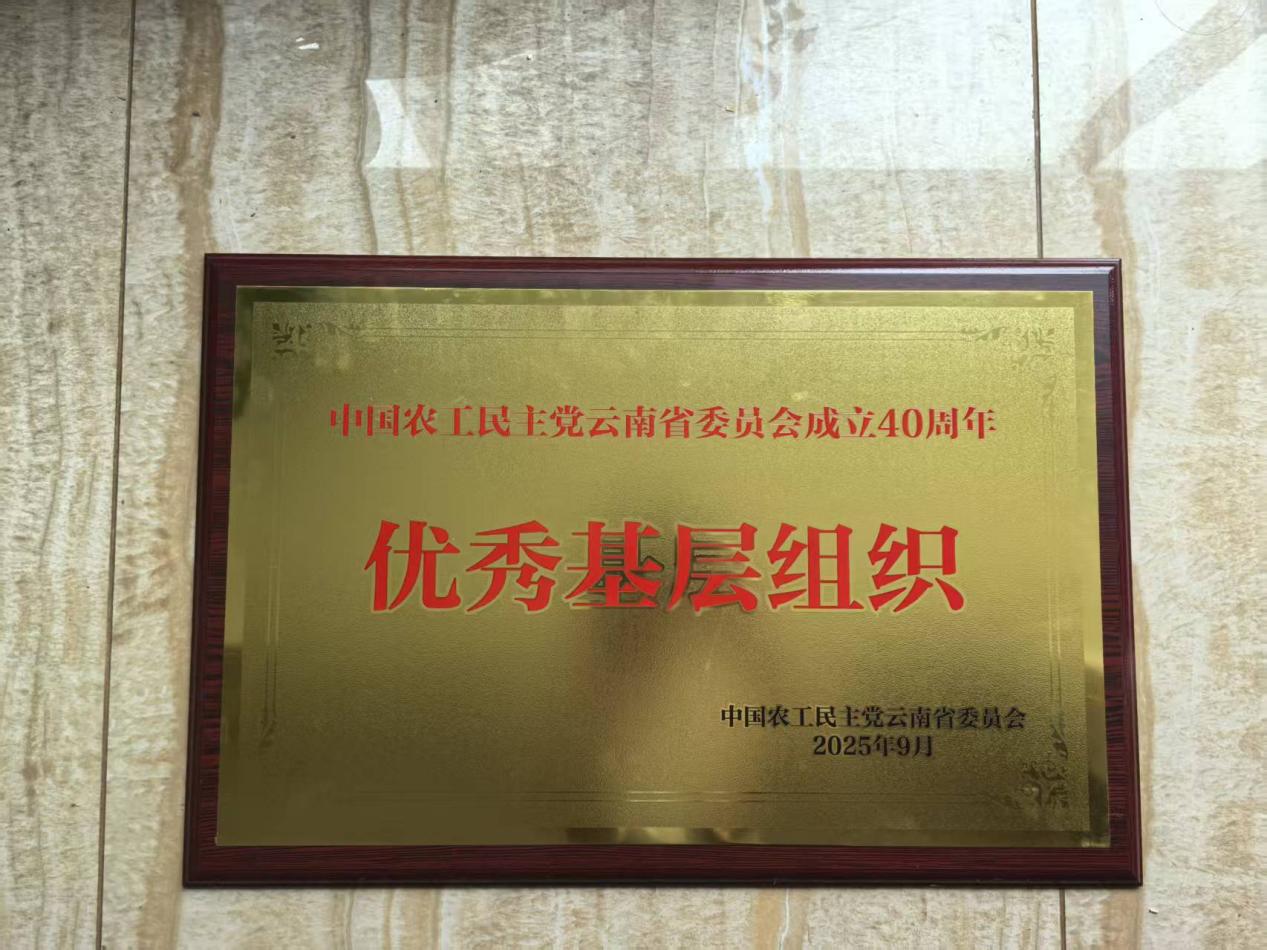 中国农工民主党云南省委员会成立40周年
优秀基层组织
中国农工民主党云南省委员会
2025年9月